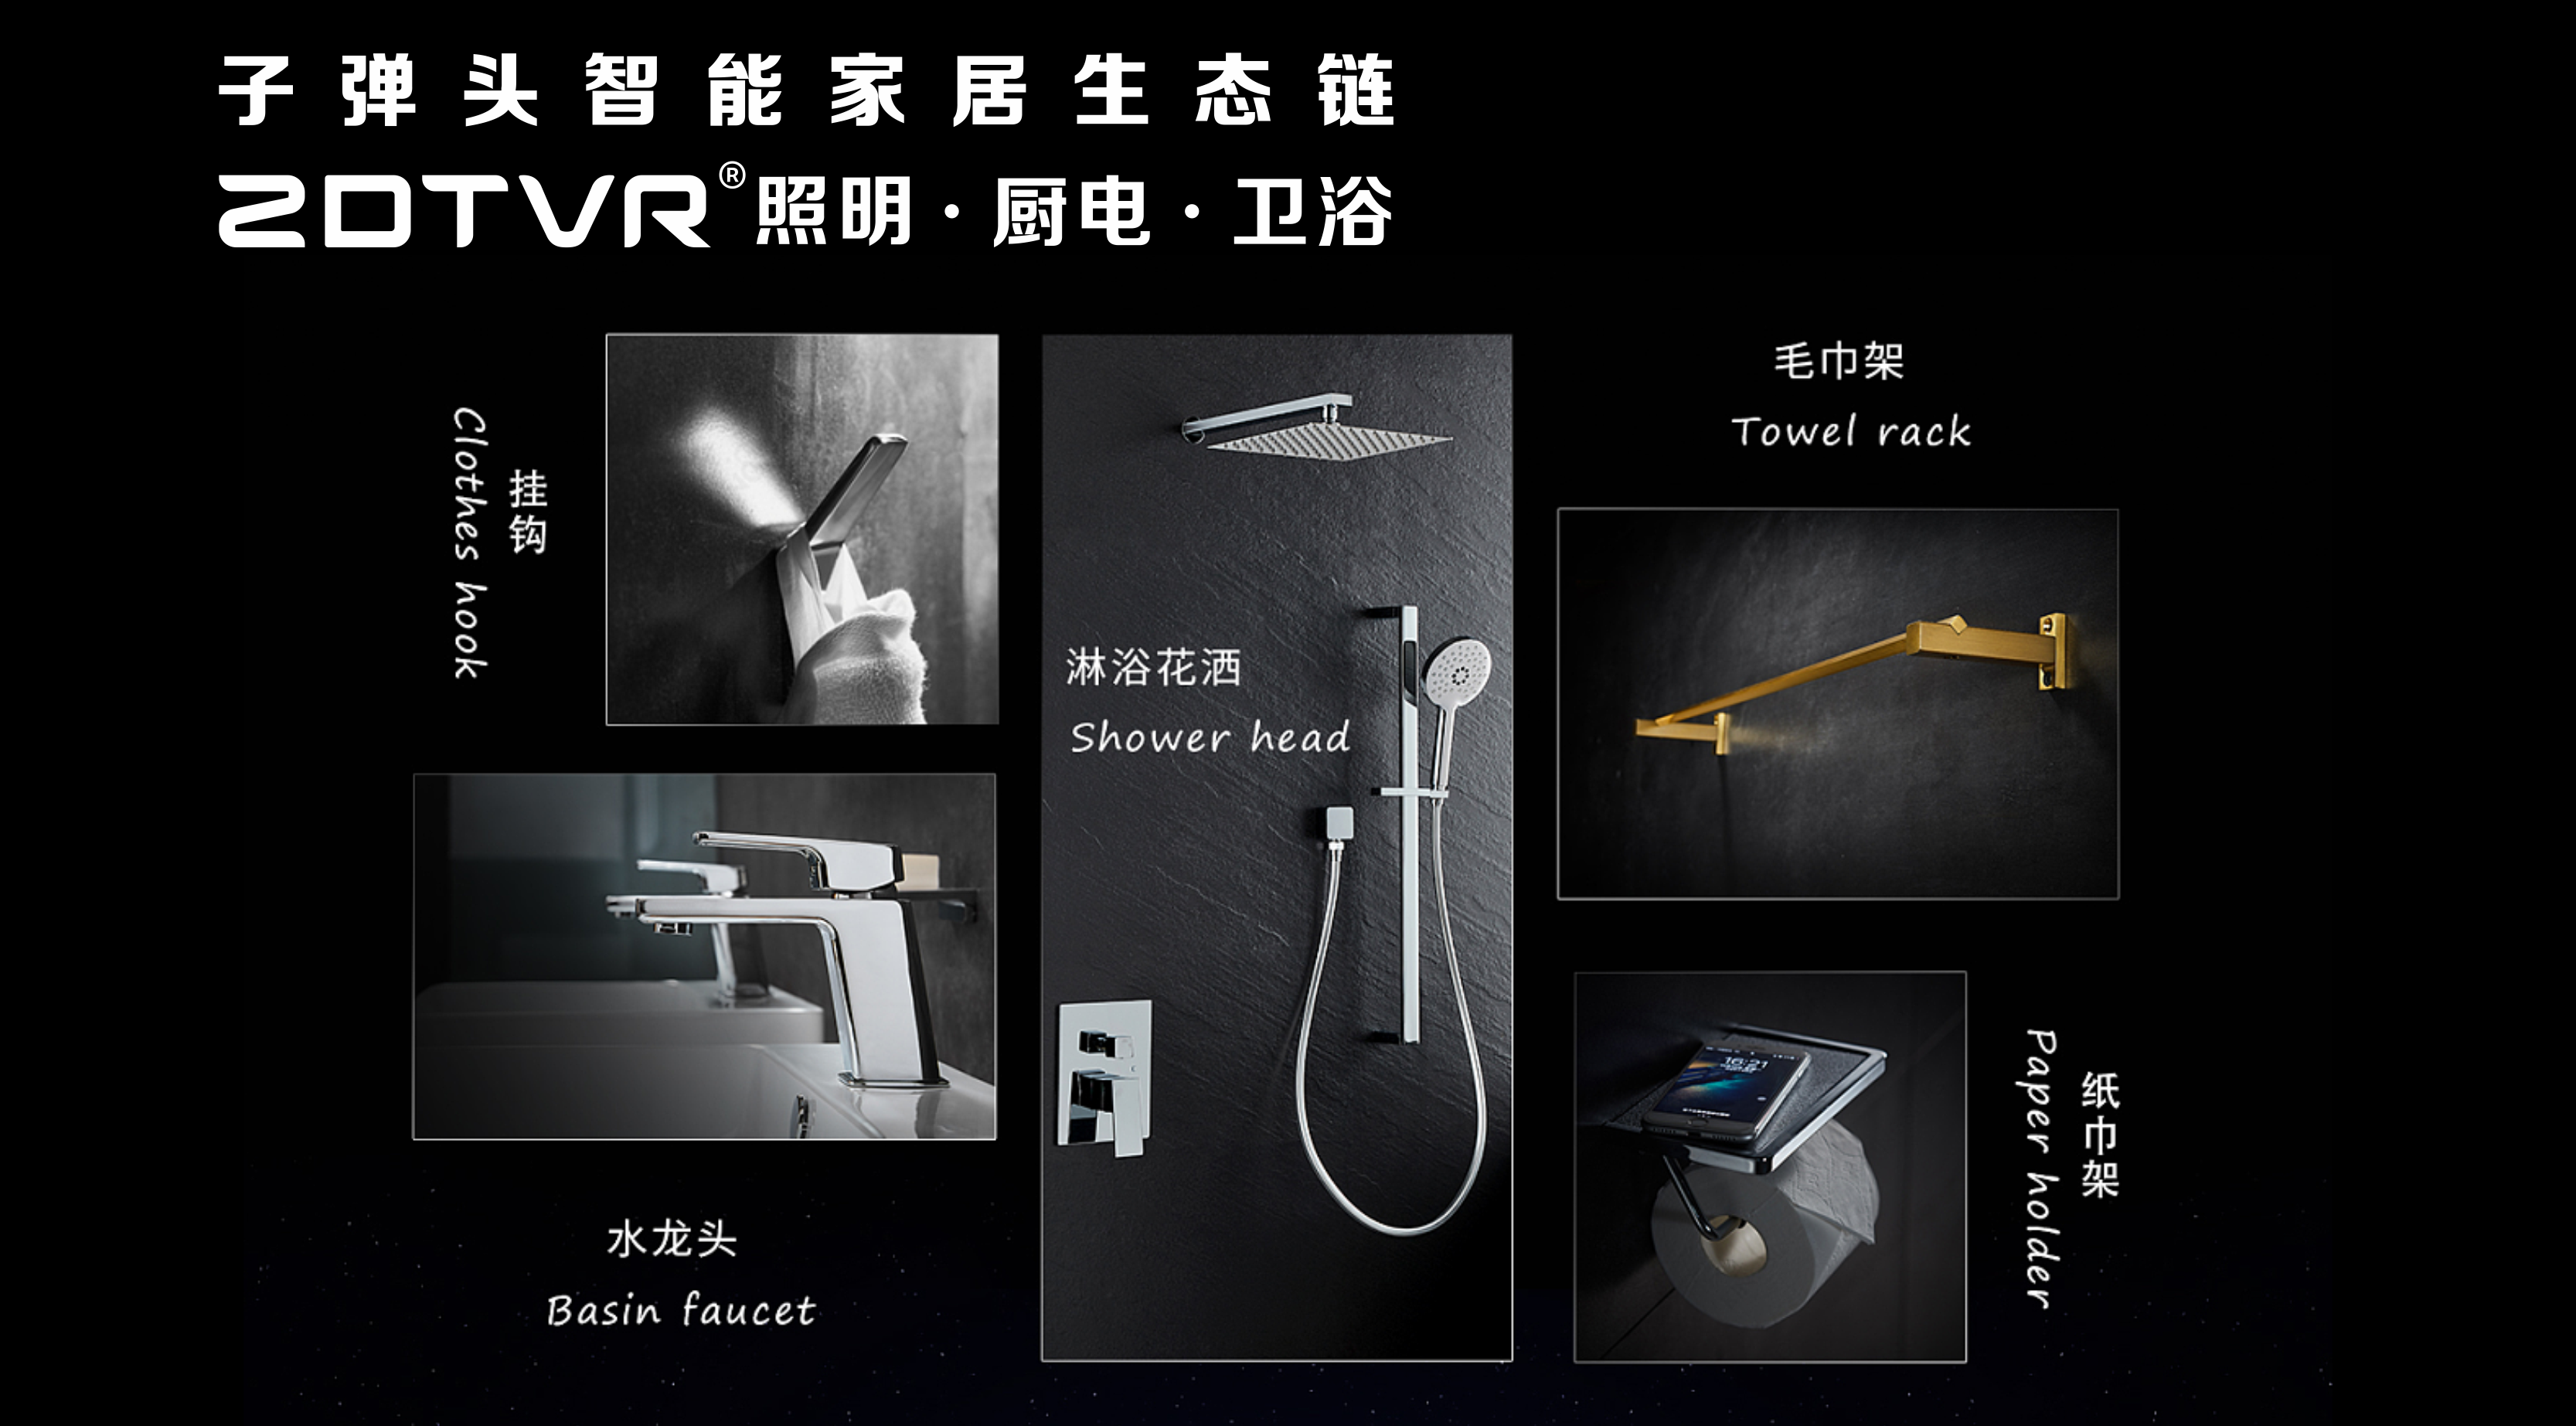 子弹头智能家居生态链
ZDTVR®照明·厨电·卫浴
挂钩
Clothes hook
淋浴花洒
Shower head
毛巾架
Towel rack
水龙头
Basin faucet
16:21
纸巾架
Paper holder